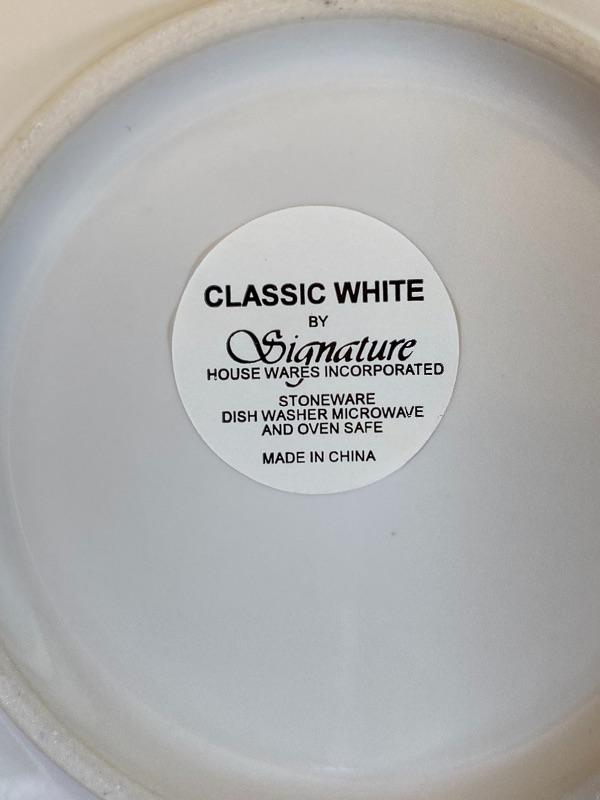 CLASSIC WHITE
BY
Signature
HOUSE WARES INCORPORATED
STONEWARE
DISH WASHER MICROWAVE
AND OVEN SAFE
MADE IN CHINA